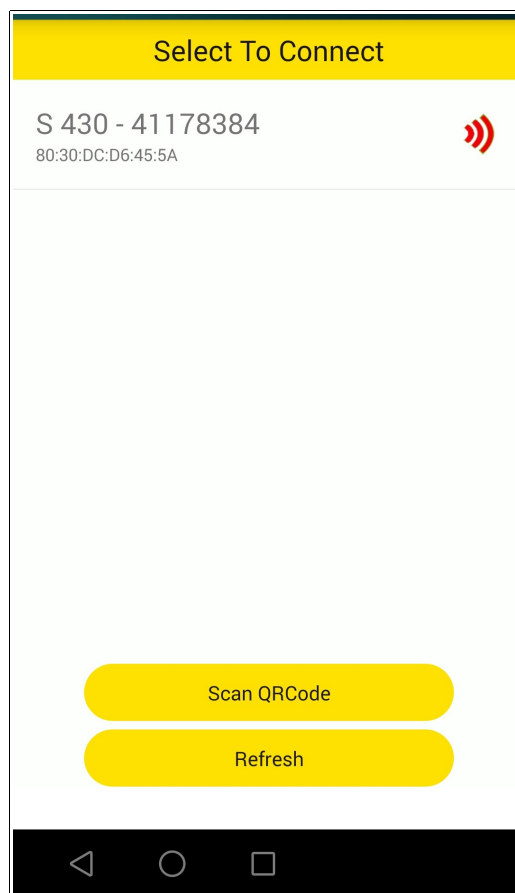 Select To Connect
S 430 - 41178384
80:30:DC:D6:45:5A
Scan QRCode
Refresh